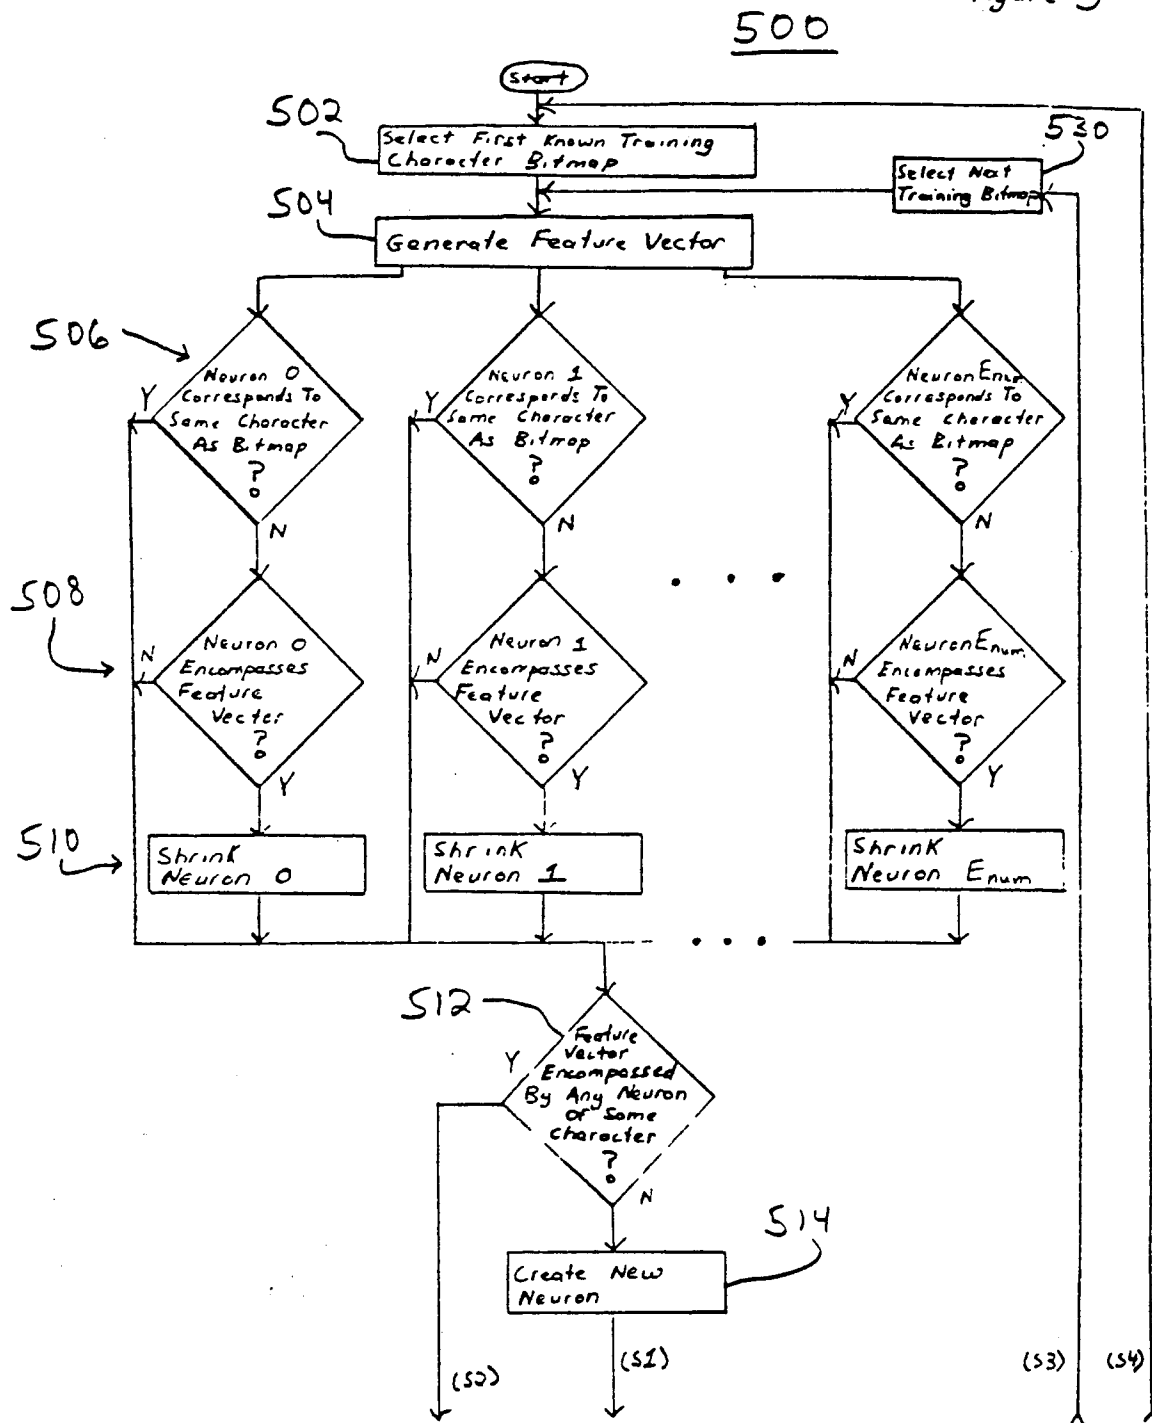 Figure 5
500
Start
502
Select First Known Training
Character Bitmap
530
Select Next
Training Bitmap
504
Generate Feature Vector
506
Neuron 0
Corresponds To
Same Character
As Bitmap
?
Y
N
Neuron 1
Corresponds To
Same Character
As Bitmap
?
Y
N
Neuron Enum
Corresponds To
Same Character
As Bitmap
?
Y
N
508
Neuron 0
Encompasses
Feature
Vector
?
N
Y
Neuron 1
Encompasses
Feature
Vector
?
N
Y
. . .
Neuron Enum.
Encompasses
Feature
Vector
?
N
Y
510
Shrink
Neuron 0
Shrink
Neuron 1
Shrink
Neuron Enum
. . .
512
Feature
Vector
Encompassed
By Any Neuron
Of Same
Character
?
Y
N
514
Create New
Neuron
(S2)
(S1)
(S3)
(S4)